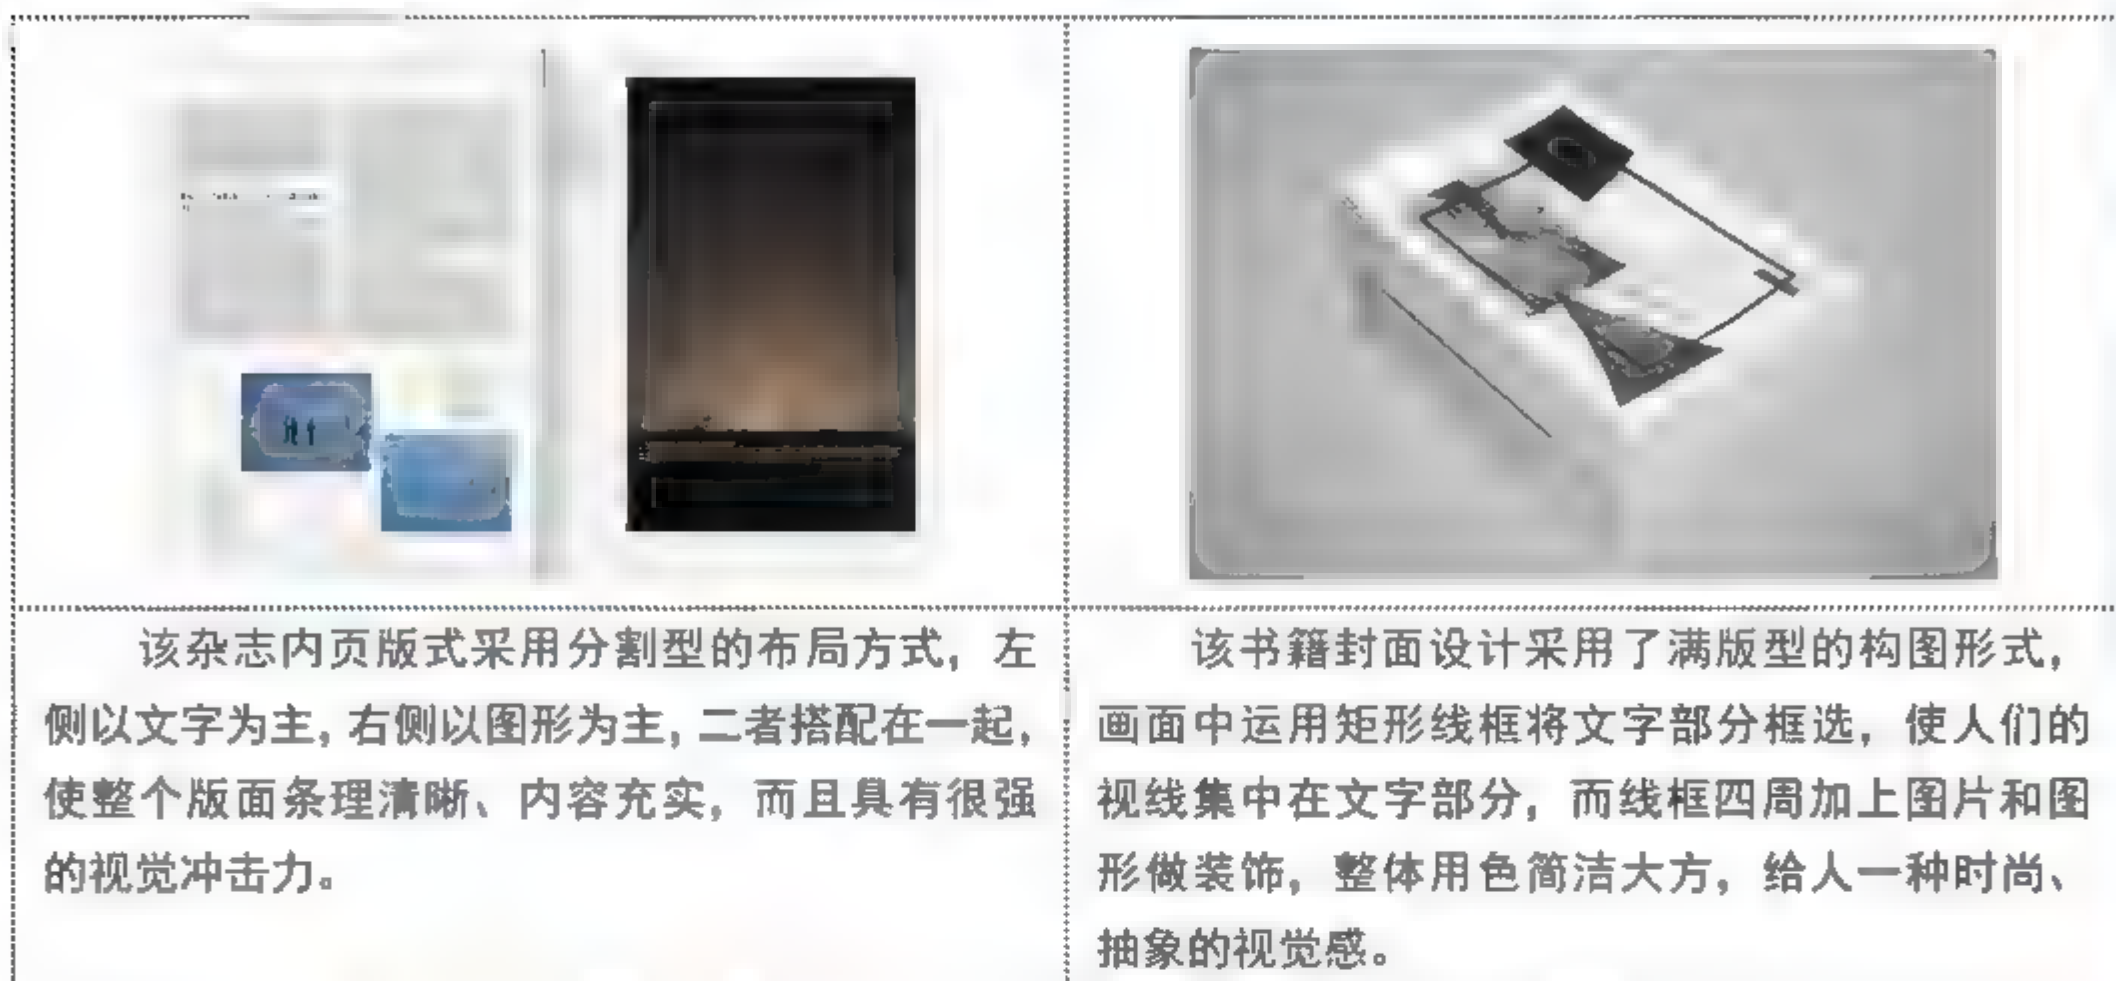 该杂志内页版式采用分割型的布局方式，左
侧以文字为主，右侧以图形为主，二者搭配在一起，
使整个版面条理清晰、内容充实，而且具有很强
的视觉冲击力。
该书籍封面设计采用了满版型的构图形式，
画面中运用矩形线框将文字部分框选，使人们的
视线集中在文字部分，而线框四周加上图片和图
形做装饰，整体用色简洁大方，给人一种时尚、
抽象的视觉感。